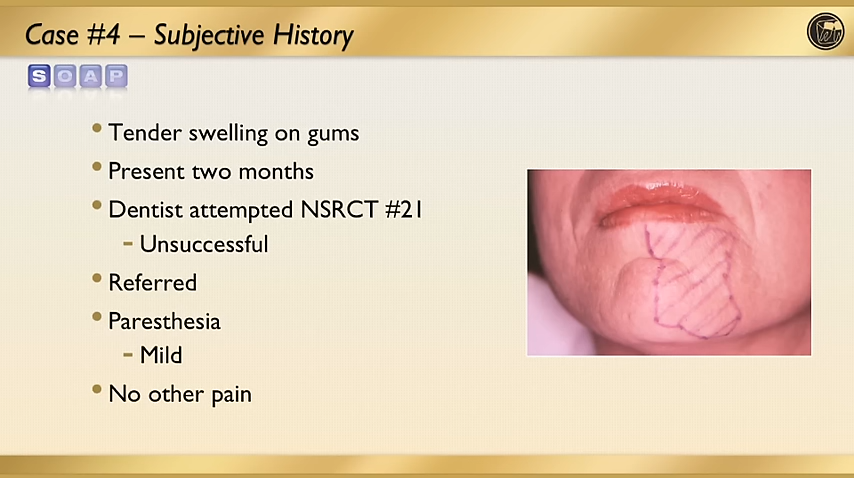 Case #4 – Subjective History
S O A P
• Tender swelling on gums
• Present two months
• Dentist attempted NSRCT #21
– Unsuccessful
• Referred
• Paresthesia
– Mild
• No other pain